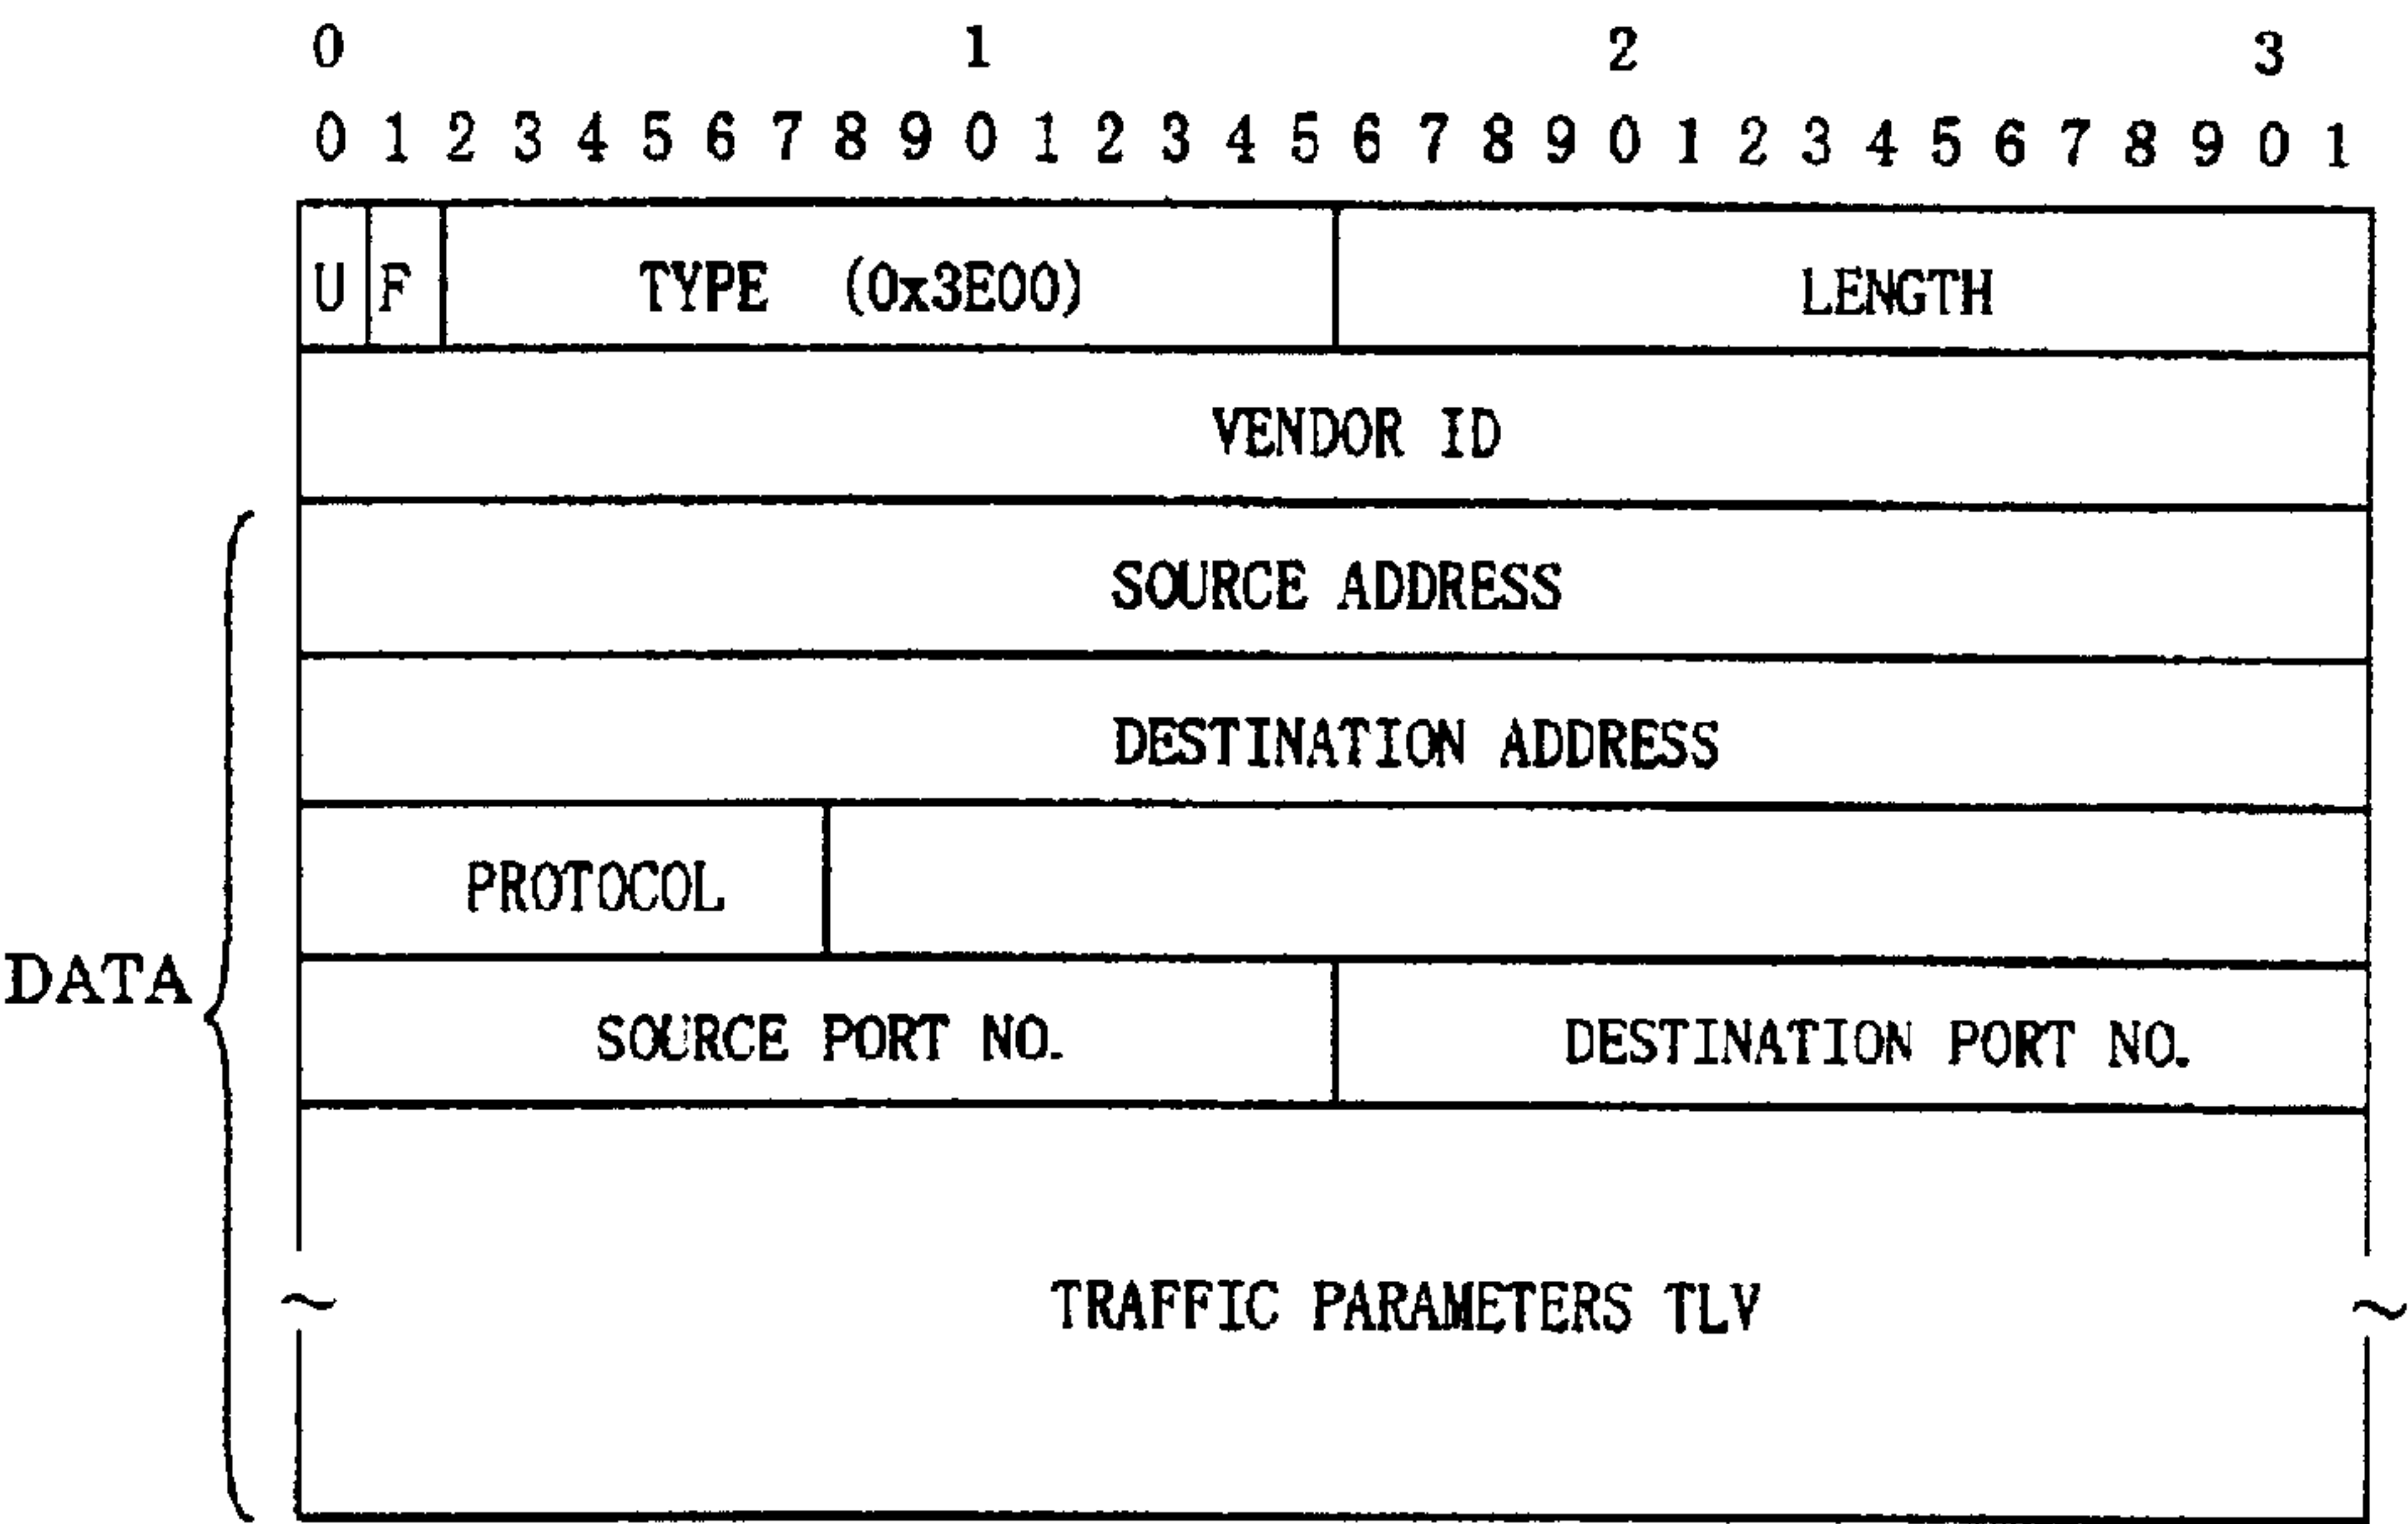 0 1 2 3
0 1 2 3 4 5 6 7 8 9 0 1 2 3 4 5 6 7 8 9 0 1 2 3 4 5 6 7 8 9 0 1
U F TYPE (0x3E00) LENGTH
VENDOR ID
SOURCE ADDRESS
DESTINATION ADDRESS
PROTOCOL
DATA
SOURCE PORT NO. DESTINATION PORT NO.
~ TRAFFIC PARAMETERS TLV ~